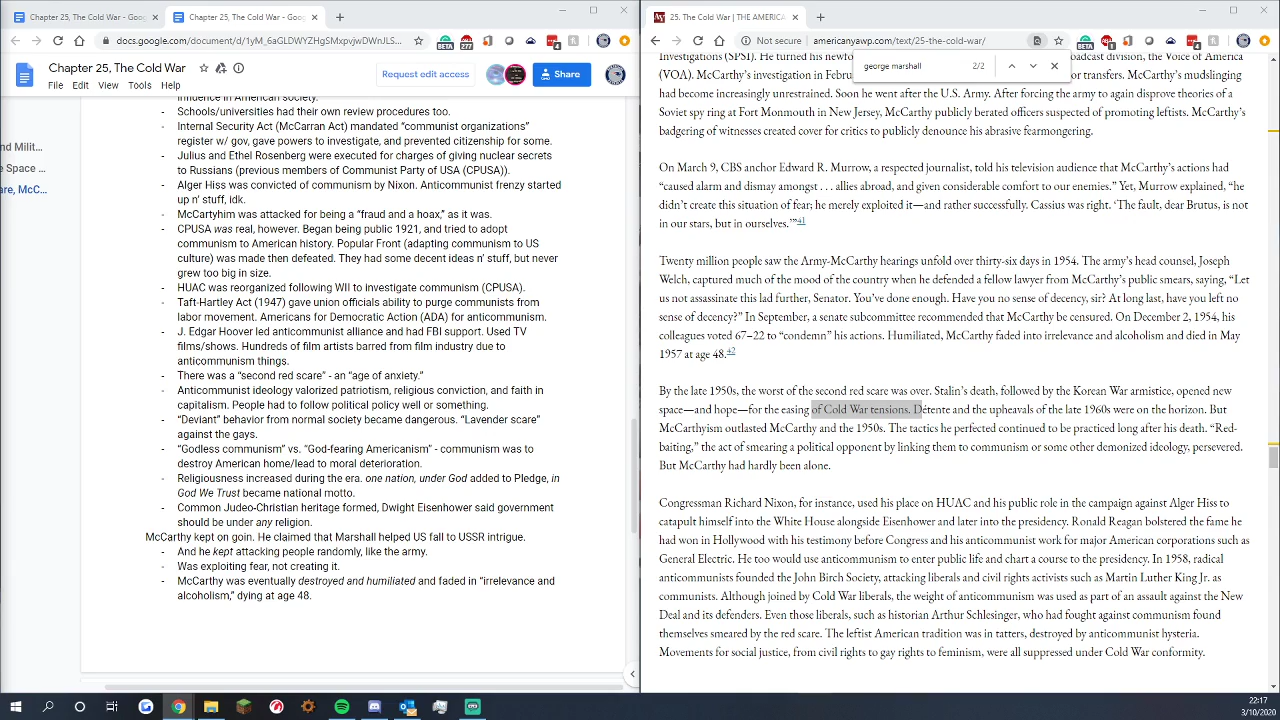 Chapter 25, The Cold War - Goo
Chapter 25, The Cold War - Goo
docs.google.com/document/d/1yM_6aGLDWYZHgSMxpvjwDWnJLS...
Chapter 25, The Cold War
File Edit View Tools Help
Request edit access
Share
influence in American society.
- Schools/universities had their own review procedures too.
- Internal Security Act (McCarran Act) mandated “communist organizations”
register w/ gov, gave powers to investigate, and prevented citizenship for some.
- Julius and Ethel Rosenberg were executed for charges of giving nuclear secrets
to Russians (previous members of Communist Party of USA (CPUSA)).
- Alger Hiss was convicted of communism by Nixon. Anticommunist frenzy started
up n’ stuff, idk.
- McCartyhim was attacked for being a “fraud and a hoax,” as it was.
- CPUSA was real, however. Began being public 1921, and tried to adopt
communism to American history. Popular Front (adapting communism to US
culture) was made then defeated. They had some decent ideas n’ stuff, but never
grew too big in size.
- HUAC was reorganized following WII to investigate communism (CPUSA).
- Taft-Hartley Act (1947) gave union officials ability to purge communists from
labor movement. Americans for Democratic Action (ADA) for anticommunism.
- J. Edgar Hoover led anticommunist alliance and had FBI support. Used TV
films/shows. Hundreds of film artists barred from film industry due to
anticommunism things.
- There was a “second red scare” - an “age of anxiety.”
- Anticommunist ideology valorized patriotism, religious conviction, and faith in
capitalism. People had to follow political policy well or something.
- “Deviant” behavior from normal society became dangerous. “Lavender scare”
against the gays.
- “Godless communism” vs. “God-fearing Americanism” - communism was to
destroy American home/lead to moral deterioration.
- Religiousness increased during the era. one nation, under God added to Pledge, in
God We Trust became national motto.
- Common Judeo-Christian heritage formed, Dwight Eisenhower said government
should be under any religion.
McCarthy kept on goin. He claimed that Marshall helped US fall to USSR intrigue.
- And he kept attacking people randomly, like the army.
- Was exploiting fear, not creating it.
- McCarthy was eventually destroyed and humiliated and faded in “irrelevance and
alcoholism,” dying at age 48.
and Milit...
e Space ...
are, McC...
25. The Cold War | THE AMERICA
Not secure americanyawp.com/text/25-the-cold-war/
george marshall 2/2
Investigations (SPSI). He turned his newfo
oadcast division, the Voice of America
(VOA). McCarthy’s investigation in Febru
or transfers. McCarthy’s mudslinging
had become increasingly unrestrained. Soon he went after the U.S. Army. After forcing the army to again disprove theories of a
Soviet spy ring at Fort Monmouth in New Jersey, McCarthy publicly berated officers suspected of promoting leftists. McCarthy’s
badgering of witnesses created cover for critics to publicly denounce his abrasive fearmongering.
On March 9, CBS anchor Edward R. Murrow, a respected journalist, told his television audience that McCarthy’s actions had
“caused alarm and dismay amongst . . . allies abroad, and given considerable comfort to our enemies.” Yet, Murrow explained, “he
didn’t create this situation of fear; he merely exploited it—and rather successfully. Cassius was right. ‘The fault, dear Brutus, is not
in our stars, but in ourselves.’”41
Twenty million people saw the Army-McCarthy hearings unfold over thirty-six days in 1954. The army’s head counsel, Joseph
Welch, captured much of the mood of the country when he defended a fellow lawyer from McCarthy’s public smears, saying, “Let
us not assassinate this lad further, Senator. You’ve done enough. Have you no sense of decency, sir? At long last, have you left no
sense of decency?” In September, a senate subcommittee recommended that McCarthy be censured. On December 2, 1954, his
colleagues voted 67–22 to “condemn” his actions. Humiliated, McCarthy faded into irrelevance and alcoholism and died in May
1957 at age 48.42
By the late 1950s, the worst of the second red scare was over. Stalin’s death, followed by the Korean War armistice, opened new
space—and hope—for the easing of Cold War tensions. Détente and the upheavals of the late 1960s were on the horizon. But
McCarthyism outlasted McCarthy and the 1950s. The tactics he perfected continued to be practiced long after his death. “Red-
baiting,” the act of smearing a political opponent by linking them to communism or some other demonized ideology, persevered.
But McCarthy had hardly been alone.
Congressman Richard Nixon, for instance, used his place on HUAC and his public role in the campaign against Alger Hiss to
catapult himself into the White House alongside Eisenhower and later into the presidency. Ronald Reagan bolstered the fame he
had won in Hollywood with his testimony before Congress and his anticommunist work for major American corporations such as
General Electric. He too would use anticommunism to enter public life and chart a course to the presidency. In 1958, radical
anticommunists founded the John Birch Society, attacking liberals and civil rights activists such as Martin Luther King Jr. as
communists. Although joined by Cold War liberals, the weight of anticommunism was used as part of an assault against the New
Deal and its defenders. Even those liberals, such as historian Arthur Schlesinger, who had fought against communism found
themselves smeared by the red scare. The leftist American tradition was in tatters, destroyed by anticommunist hysteria.
Movements for social justice, from civil rights to gay rights to feminism, were all suppressed under Cold War conformity.
22:17
3/10/2020